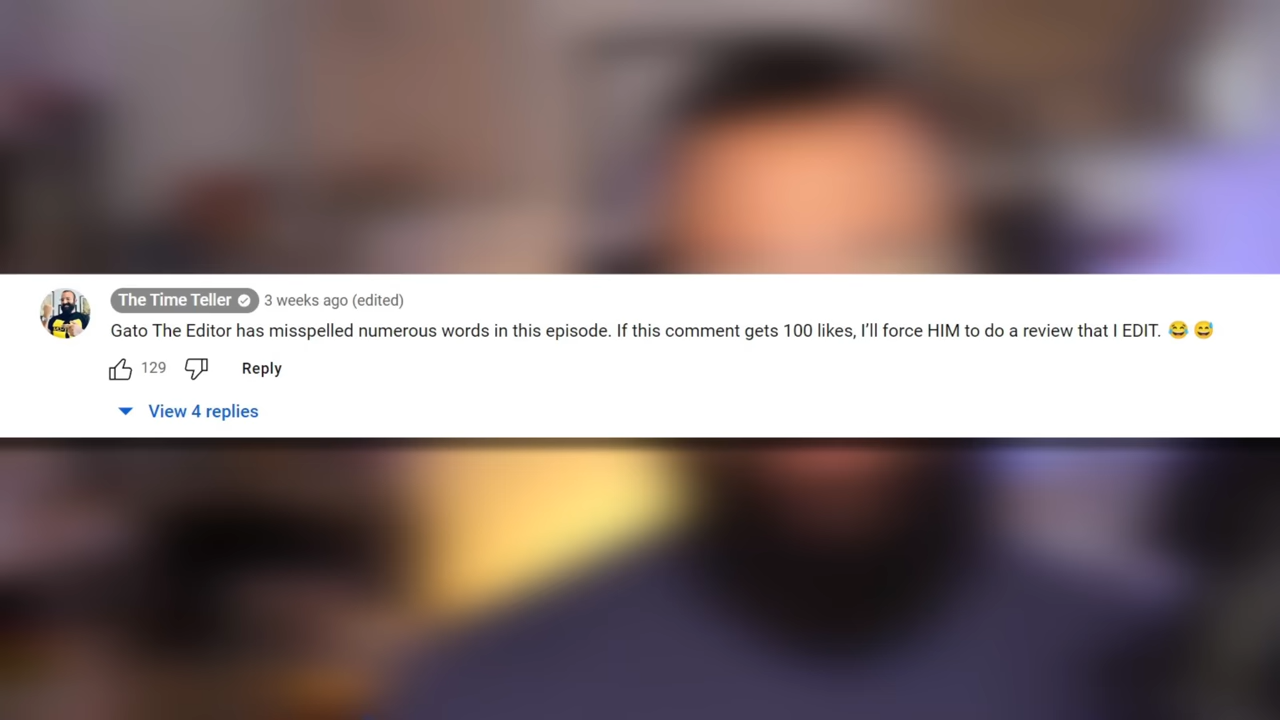 The Time Teller 3 weeks ago (edited)
Gato The Editor has misspelled numerous words in this episode. If this comment gets 100 likes, I'll force HIM to do a review that I EDIT. 😂 😅
129 Reply
View 4 replies